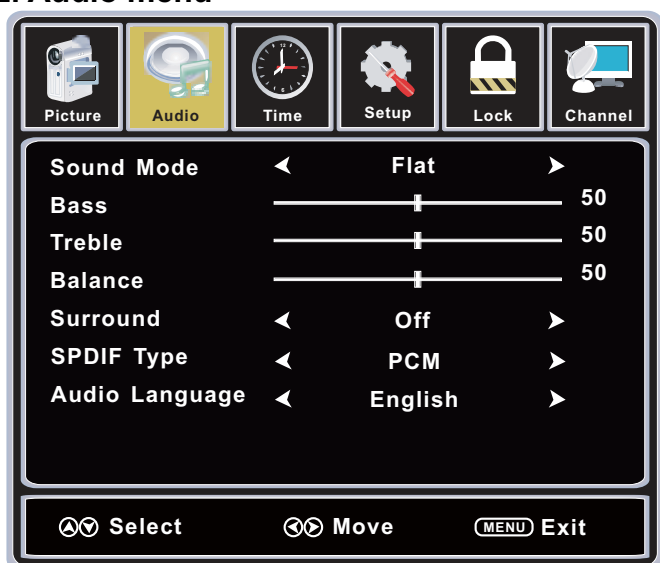 Audio Menu
Picture Audio Time Setup Lock Channel
Sound Mode Flat
Bass 50
Treble 50
Balance 50
Surround Off
SPDIF Type PCM
Audio Language English
Select Move MENU Exit